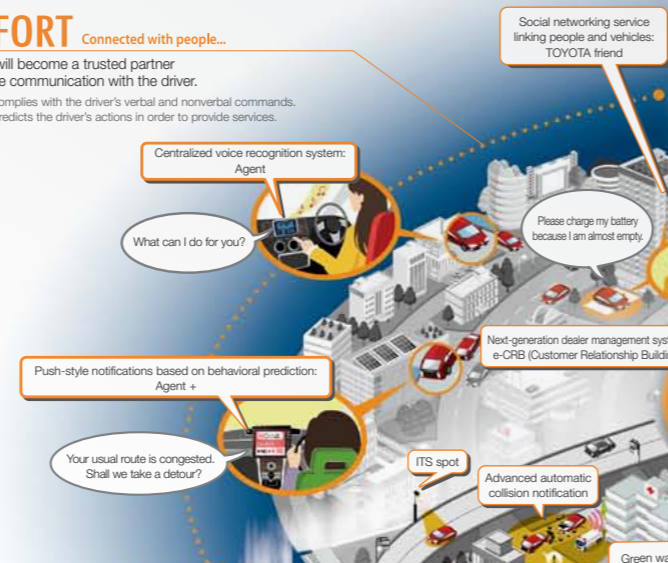 FORT Connected with people...
will become a trusted partner
e communication with the driver.
omplies with the driver's verbal and nonverbal commands.
redicts the driver's actions in order to provide services.
Social networking service
linking people and vehicles:
TOYOTA friend
Centralized voice recognition system:
Agent
What can I do for you?
Please charge my battery
because I am almost empty.
Next-generation dealer management syst
e-CRB (Customer Relationship Buildin
Push-style notifications based on behavioral prediction:
Agent +
Your usual route is congested.
Shall we take a detour?
ITS spot
Advanced automatic
collision notification
Green wa